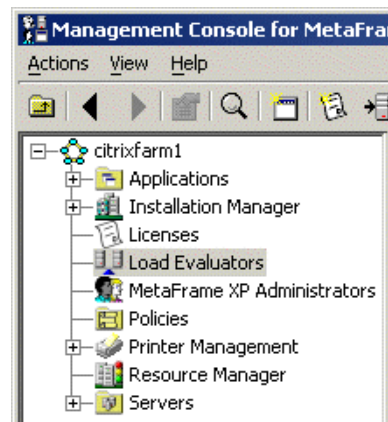 Management Console for MetaFra
Actions View Help
citrixfarm1
Applications
Installation Manager
Licenses
Load Evaluators
MetaFrame XP Administrators
Policies
Printer Management
Resource Manager
Servers